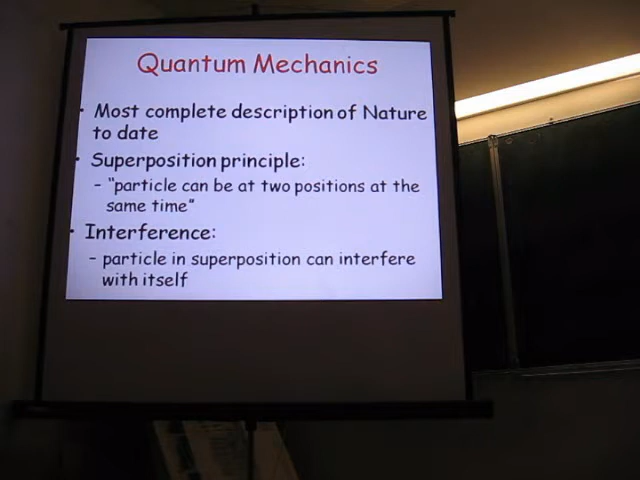 Quantum Mechanics
• Most complete description of Nature
to date
• Superposition principle:
– "particle can be at two positions at the
same time"
• Interference:
– particle in superposition can interfere
with itself